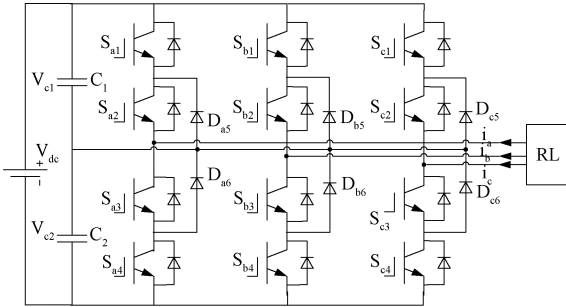 S_a1 S_b1 S_c1
V_c1 C_1
S_a2 D_a5 S_b2 D_b5 S_c2 D_c5
V_dc + - i_a
i_b RL
i_c
D_a6 D_b6 D_c6
S_a3 S_b3 S_c3
V_c2 C_2
S_a4 S_b4 S_c4